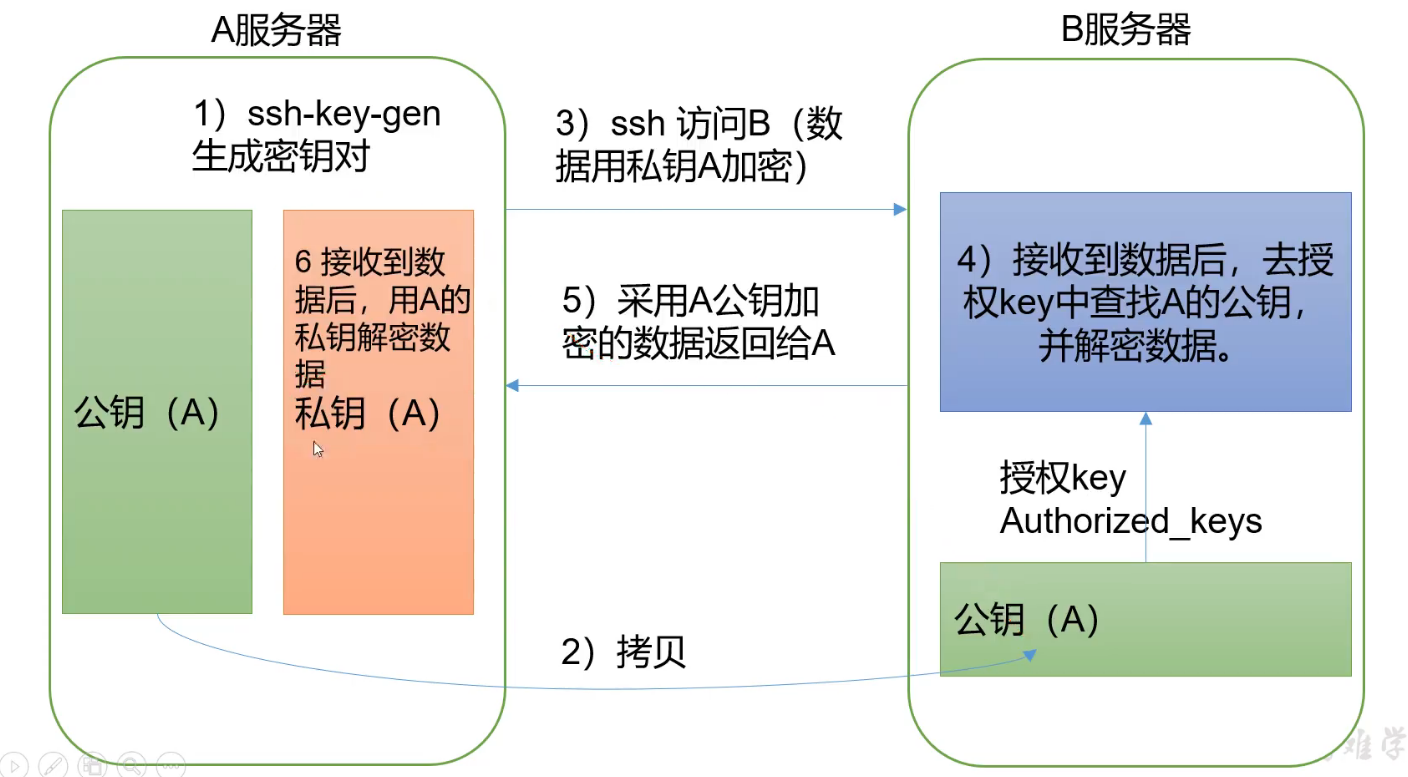 A服务器
B服务器
1）ssh-key-gen
生成密钥对
3）ssh 访问B（数
据用私钥A加密）
6 接收到数
据后，用A的
私钥解密数
据
私钥（A）
公钥（A）
5）采用A公钥加
密的数据返回给A
4）接收到数据后，去授
权key中查找A的公钥，
并解密数据。
授权key
Authorized_keys
公钥（A）
2）拷贝
难学